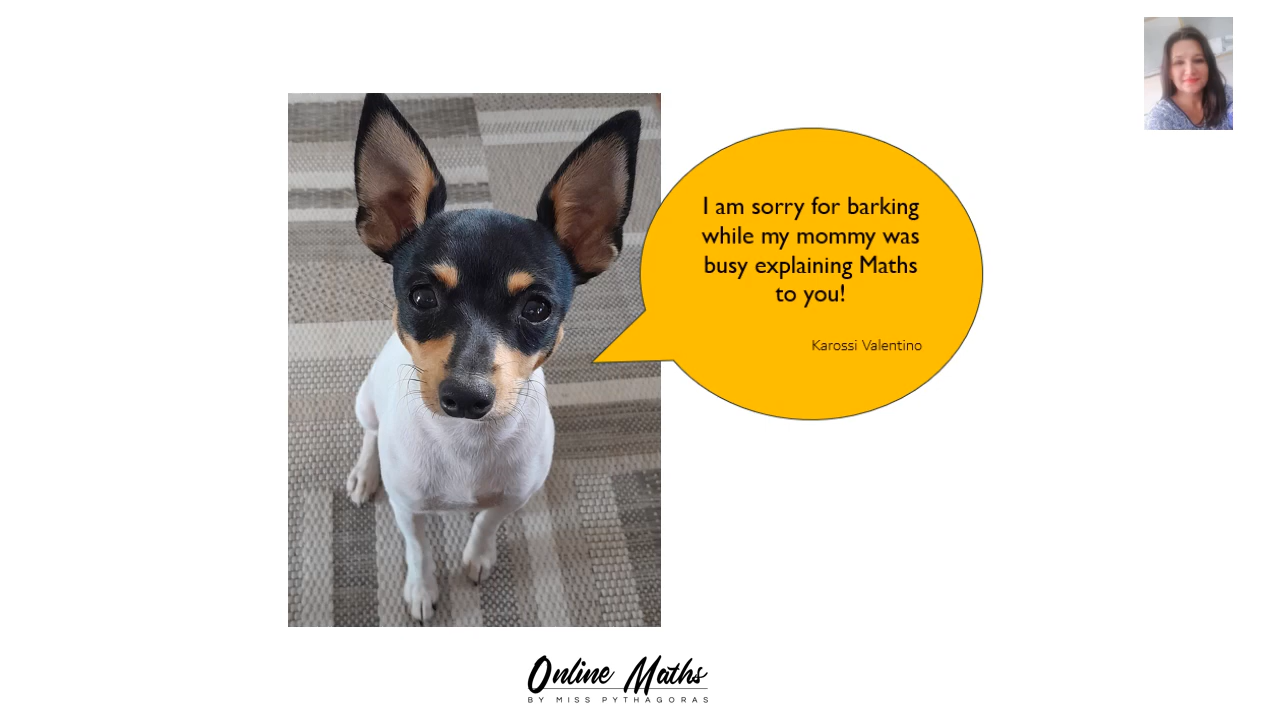 I am sorry for barking
while my mommy was
busy explaining Maths
to you!
Karossi Valentino
Online Maths
BY MISS PYTHAGORAS